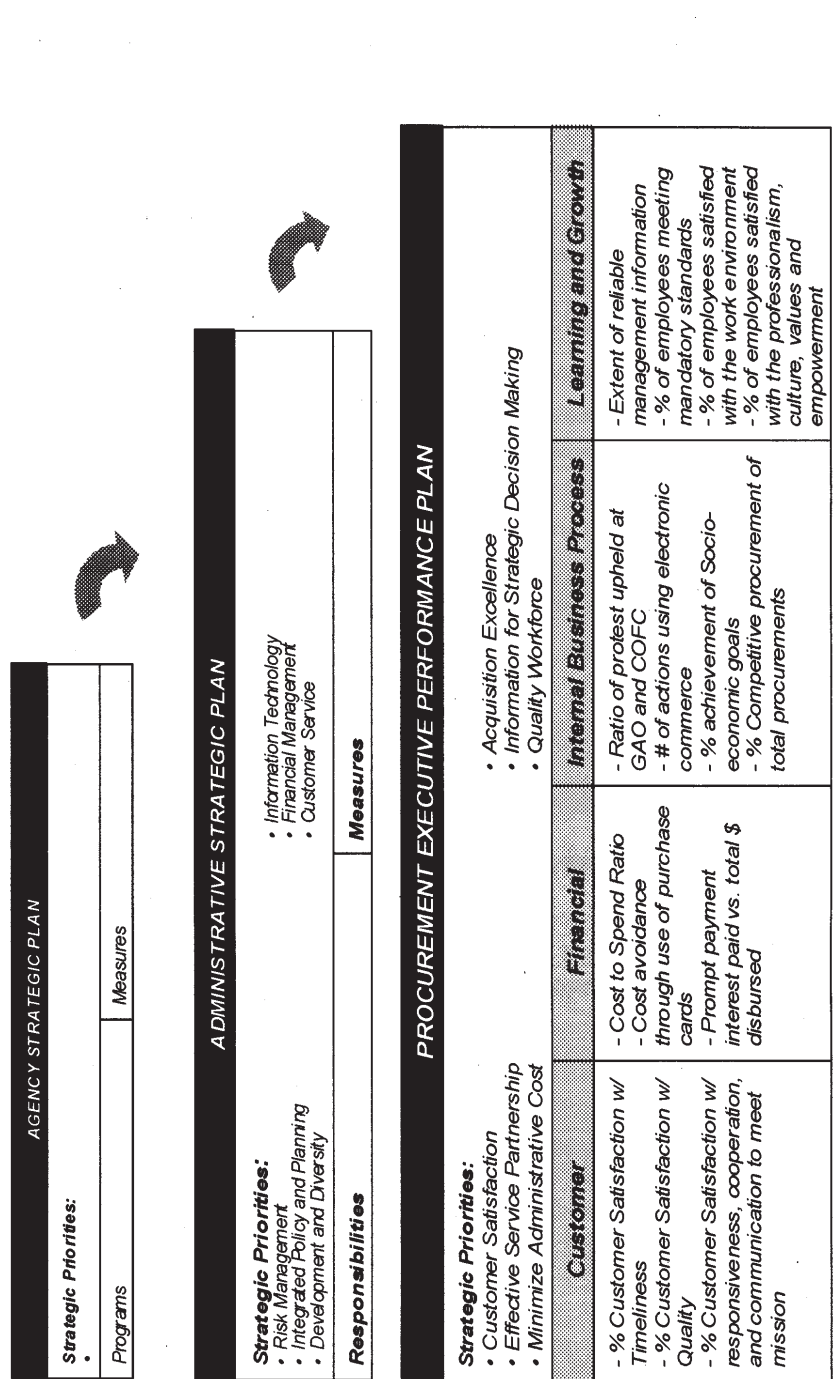 AGENCY STRATEGIC PLAN
Strategic Priorities:
•
Programs
Measures
ADMINISTRATIVE STRATEGIC PLAN
Strategic Priorities:
• Risk Management
• Integrated Policy and Planning
• Development and Diversity
• Information Technology
• Financial Management
• Customer Service
Responsibilities
Measures
PROCUREMENT EXECUTIVE PERFORMANCE PLAN
Strategic Priorities:
• Customer Satisfaction
• Effective Service Partnership
• Minimize Administrative Cost
• Acquisition Excellence
• Information for Strategic Decision Making
• Quality Workforce
Customer
- % Customer Satisfaction w/
Timeliness
- % Customer Satisfaction w/
Quality
- % Customer Satisfaction w/
responsiveness, cooperation,
and communication to meet
mission
Financial
- Cost to Spend Ratio
- Cost avoidance
through use of purchase
cards
- Prompt payment
interest paid vs. total $
disbursed
Internal Business Process
- Ratio of protest upheld at
GAO and COFC
- # of actions using electronic
commerce
- % achievement of Socio-
economic goals
- % Competitive procurement of
total procurements
Learning and Growth
- Extent of reliable
management information
- % of employees meeting
mandatory standards
- % of employees satisfied
with the work environment
- % of employees satisfied
with the professionalism,
culture, values and
empowerment